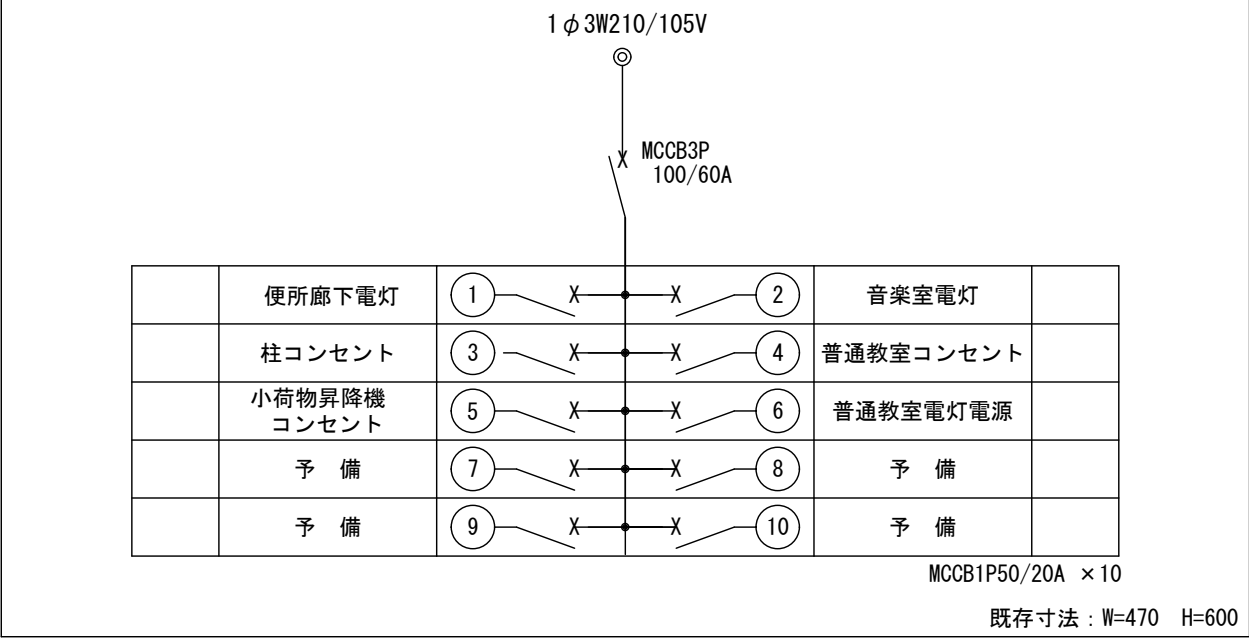 1φ3W210/105V
MCCB3P
100/60A
便所廊下電灯 1 2 音楽室電灯
柱コンセント 3 4 普通教室コンセント
小荷物昇降機
コンセント 5 6 普通教室電灯電源
予 備 7 8 予 備
予 備 9 10 予 備
MCCB1P50/20A ×10
既存寸法：W=470 H=600